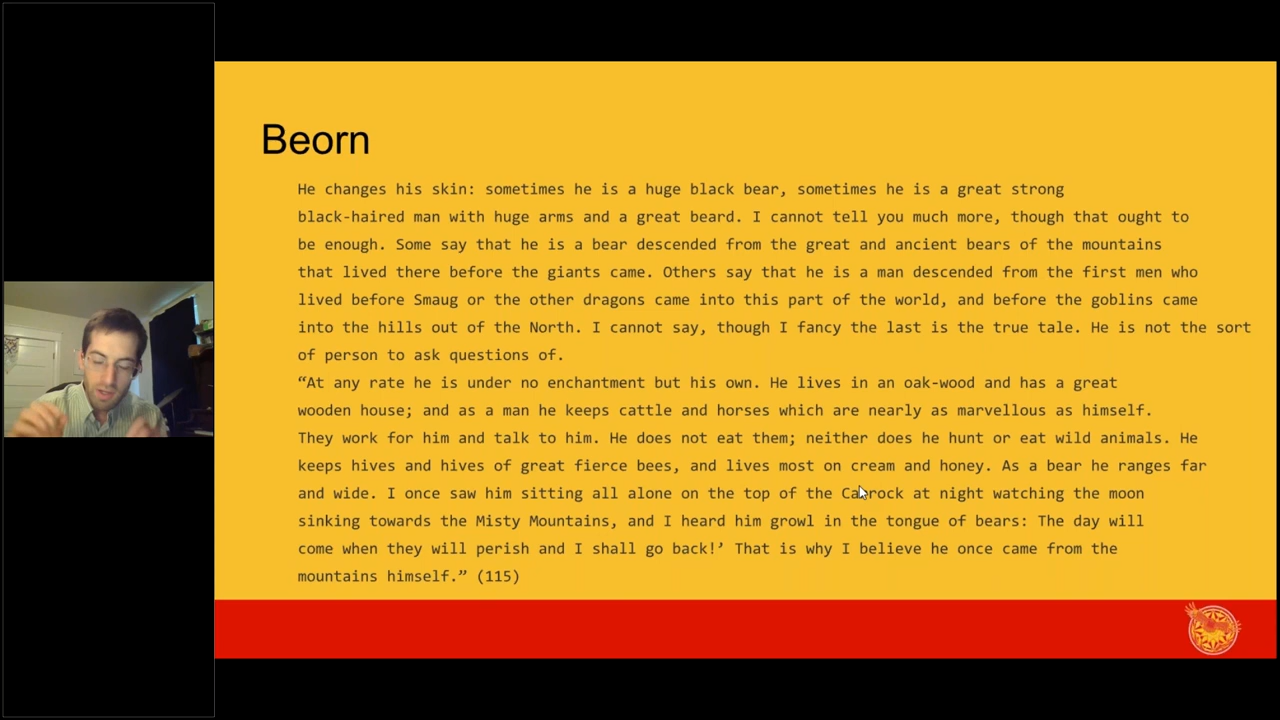 Beorn
He changes his skin: sometimes he is a huge black bear, sometimes he is a great strong
black-haired man with huge arms and a great beard. I cannot tell you much more, though that ought to
be enough. Some say that he is a bear descended from the great and ancient bears of the mountains
that lived there before the giants came. Others say that he is a man descended from the first men who
lived before Smaug or the other dragons came into this part of the world, and before the goblins came
into the hills out of the North. I cannot say, though I fancy the last is the true tale. He is not the sort
of person to ask questions of.
“At any rate he is under no enchantment but his own. He lives in an oak-wood and has a great
wooden house; and as a man he keeps cattle and horses which are nearly as marvellous as himself.
They work for him and talk to him. He does not eat them; neither does he hunt or eat wild animals. He
keeps hives and hives of great fierce bees, and lives most on cream and honey. As a bear he ranges far
and wide. I once saw him sitting all alone on the top of the Carrock at night watching the moon
sinking towards the Misty Mountains, and I heard him growl in the tongue of bears: The day will
come when they will perish and I shall go back!’ That is why I believe he once came from the
mountains himself.” (115)